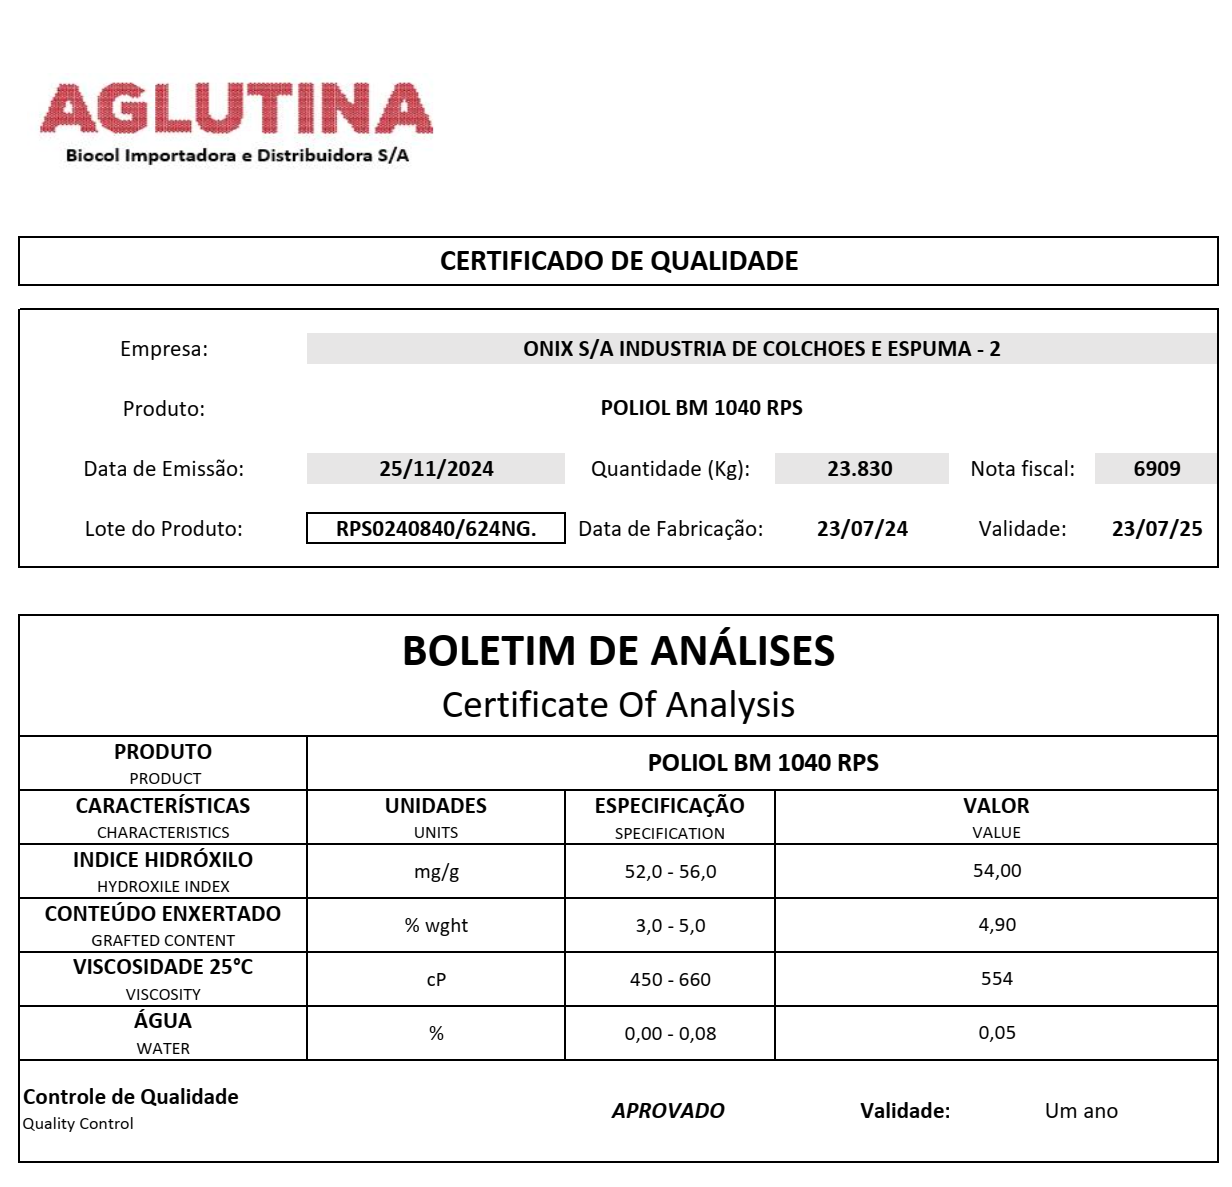 AGLUTINA
Biocol Importadora e Distribuidora S/A
CERTIFICADO DE QUALIDADE
Empresa: ONIX S/A INDUSTRIA DE COLCHOES E ESPUMA - 2
Produto: POLIOL BM 1040 RPS
Data de Emissão: 25/11/2024 Quantidade (Kg): 23.830 Nota fiscal: 6909
Lote do Produto: RPS0240840/624NG. Data de Fabricação: 23/07/24 Validade: 23/07/25
BOLETIM DE ANÁLISES
Certificate Of Analysis
PRODUTO
PRODUCT
POLIOL BM 1040 RPS
CARACTERÍSTICAS UNIDADES ESPECIFICAÇÃO VALOR
CHARACTERISTICS UNITS SPECIFICATION VALUE
INDICE HIDRÓXILO
HYDROXILE INDEX
mg/g 52,0 - 56,0 54,00
CONTEÚDO ENXERTADO
GRAFTED CONTENT
% wght 3,0 - 5,0 4,90
VISCOSIDADE 25°C
VISCOSITY
cP 450 - 660 554
ÁGUA
WATER
% 0,00 - 0,08 0,05
Controle de Qualidade
Quality Control
APROVADO Validade: Um ano